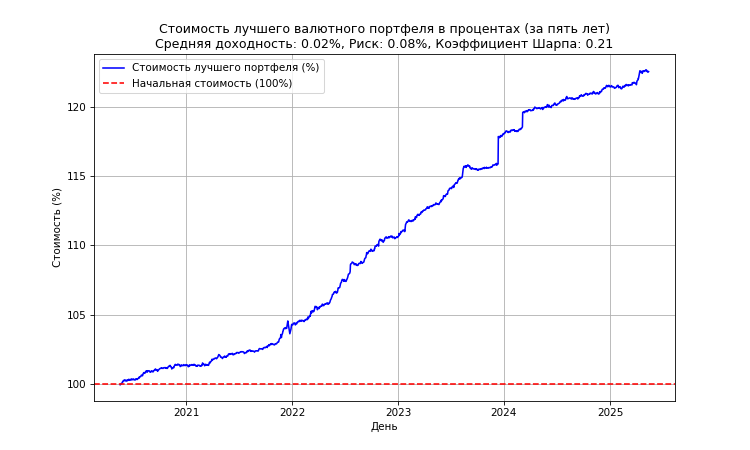 Стоимость лучшего валютного портфеля в процентах (за пять лет)
Средняя доходность: 0.02%, Риск: 0.08%, Коэффициент Шарпа: 0.21
Стоимость лучшего портфеля (%)
Начальная стоимость (100%)
Стоимость (%)
120
115
110
105
100
2021
2022
2023
2024
2025
День